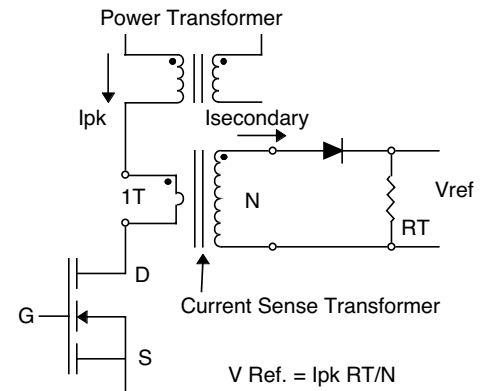 Power Transformer
Ipk
Isecondary
1T
N
Vref
RT
D
G
Current Sense Transformer
S
V Ref. = Ipk RT/N